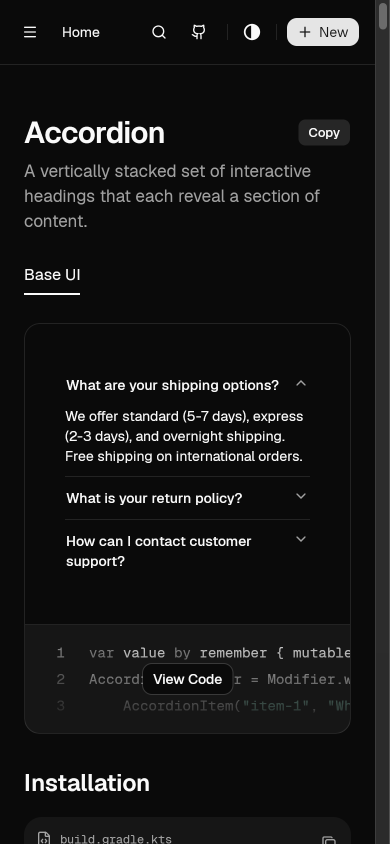 Home
New
Accordion
Copy
A vertically stacked set of interactive
headings that each reveal a section of
content.
Base UI
What are your shipping options?
We offer standard (5-7 days), express
(2-3 days), and overnight shipping.
Free shipping on international orders.
What is your return policy?
How can I contact customer
support?
1 var value by remember { mutable
2 Accord r = Modifier.w
View Code
3 AccordionItem("item-1", "Wh
Installation
build.gradle.kts